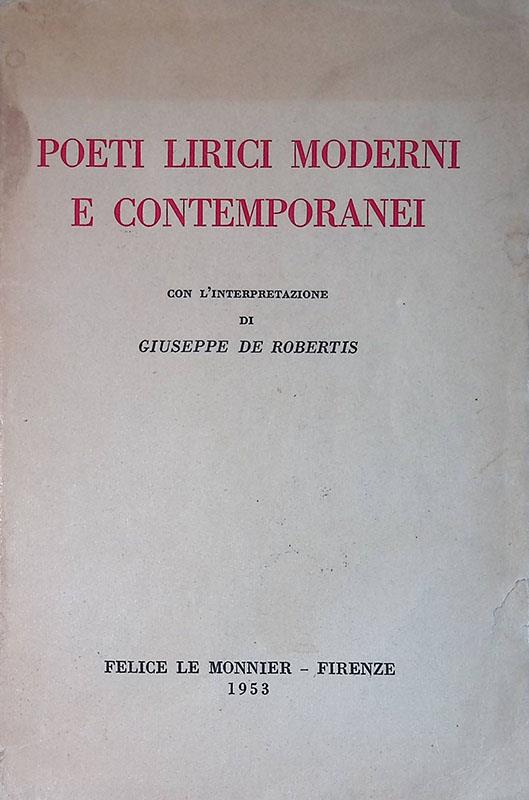 POETI LIRICI MODERNI
E CONTEMPORANEI
CON L'INTERPRETAZIONE
DI
GIUSEPPE DE ROBERTIS
FELICE LE MONNIER – FIRENZE
1953